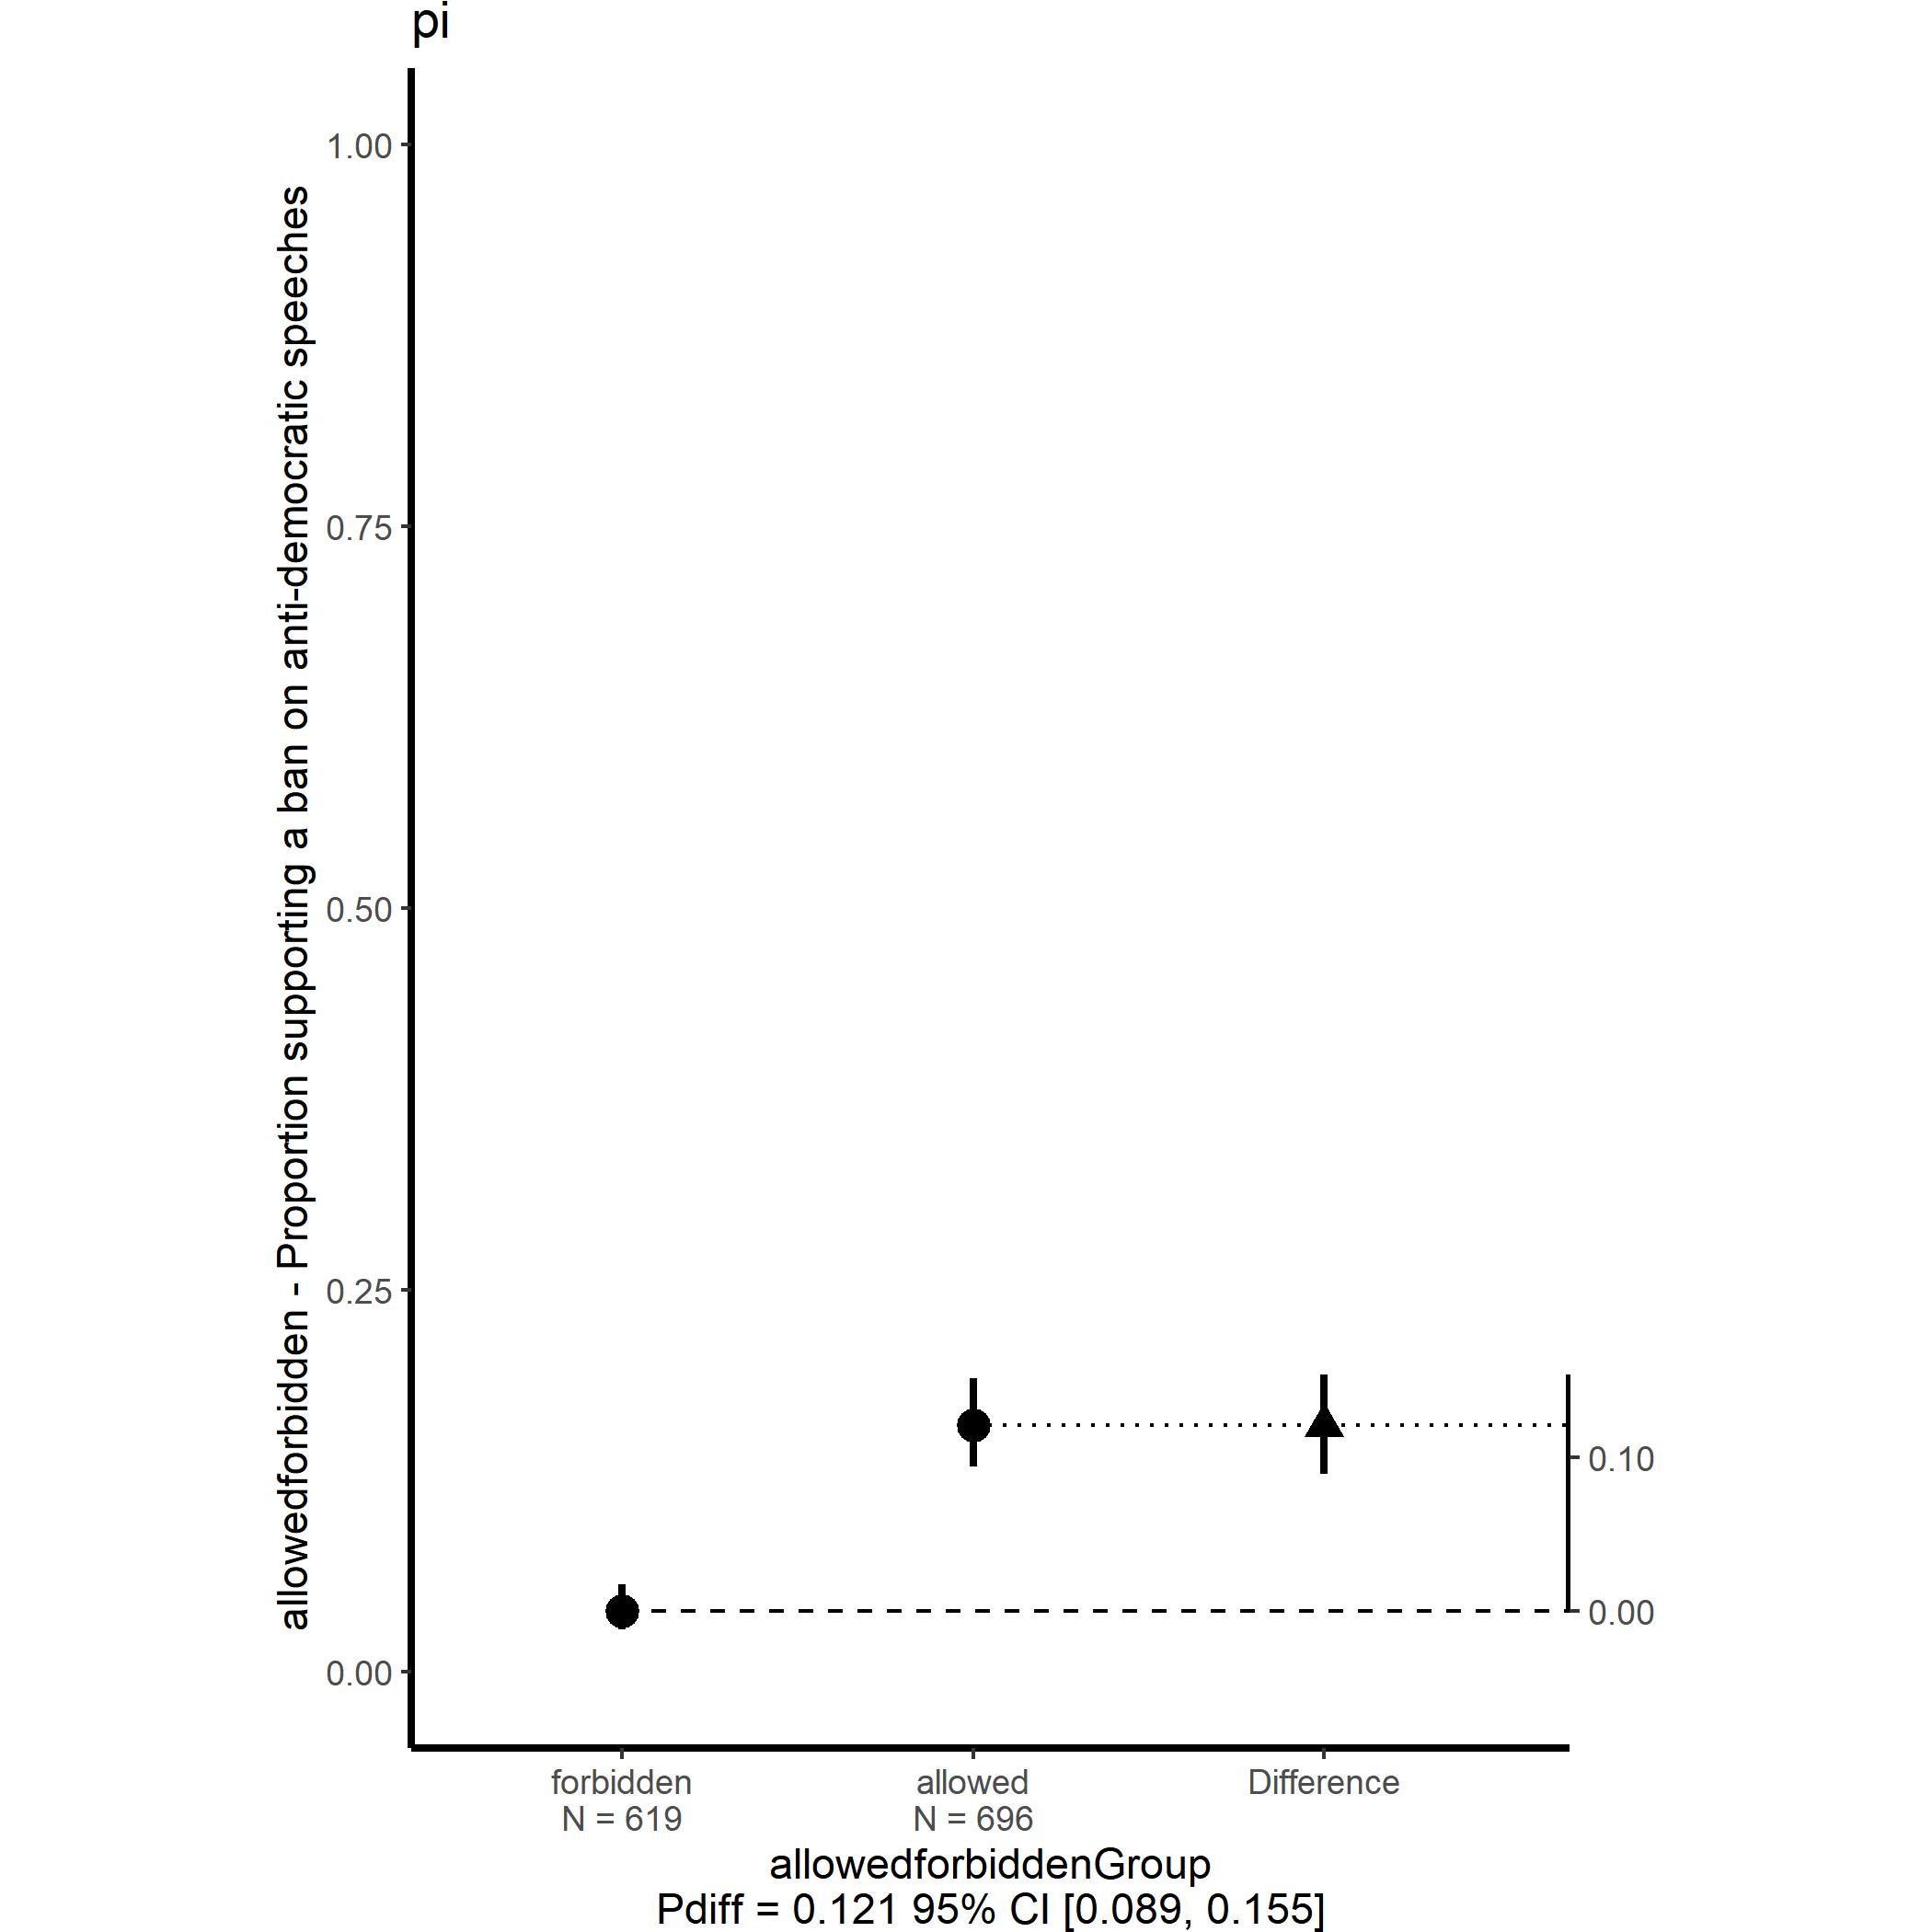 pi
allowedforbidden - Proportion supporting a ban on anti-democratic speeches
1.00
0.75
0.50
0.25
0.00
0.10
0.00
forbidden
N = 619
allowed
N = 696
Difference
allowedforbiddenGroup
Pdiff = 0.121 95% CI [0.089, 0.155]